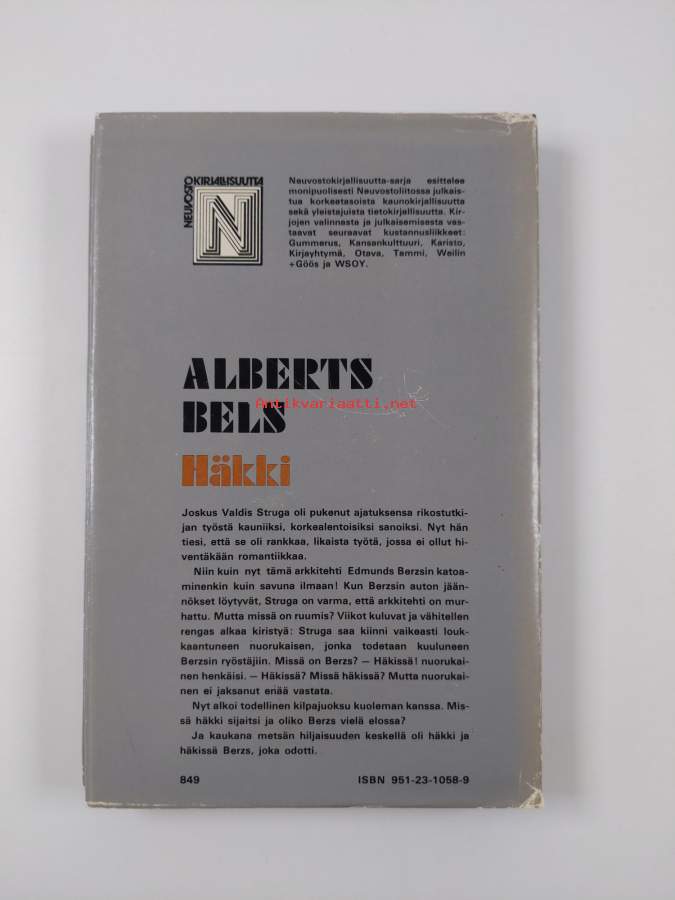 NEUVOSTOKIRJALLISUUTTA
N
Neuvostokirjallisuutta-sarja esittelee
monipuolisesti Neuvostoliitossa julkais-
tua korkeatasoista kaunokirjallisuutta
sekä yleistajuista tietokirjallisuutta. Kir-
jojen valinnasta ja julkaisemisesta vas-
taavat seuraavat kustannusliikkeet:
Gummerus, Kansankulttuuri, Karisto,
Kirjayhtymä, Otava, Tammi, Weilin
+Göös ja WSOY.
ALBERTS
Antikvariaatti.net
BELS
Häkki
Joskus Valdis Struga oli pukenut ajatuksensa rikostutki-
jan työstä kauniiksi, korkealentoisiksi sanoiksi. Nyt hän
tiesi, että se oli rankkaa, likaista työtä, jossa ei ollut hi-
ventäkään romantiikkaa.
Niin kuin nyt tämä arkkitehti Edmunds Berzsin katoa-
minenkin kuin savuna ilmaan! Kun Berzsin auton jään-
nökset löytyvät, Struga on varma, että arkkitehti on mur-
hattu. Mutta missä on ruumis? Viikot kuluvat ja vähitellen
rengas alkaa kiristyä: Struga saa kiinni vaikeasti louk-
kaantuneen nuorukaisen, jonka todetaan kuuluneen
Berzsin ryöstäjiin. Missä on Berzs? — Häkissä! nuorukai-
nen henkäisi. — Häkissä? Missä häkissä? Mutta nuorukai-
nen ei jaksanut enää vastata.
Nyt alkoi todellinen kilpajuoksu kuoleman kanssa. Mis-
sä häkki sijaitsi ja oliko Berzs vielä elossa?
Ja kaukana metsän hiljaisuuden keskellä oli häkki ja
häkissä Berzs, joka odotti.
849
ISBN 951-23-1058-9